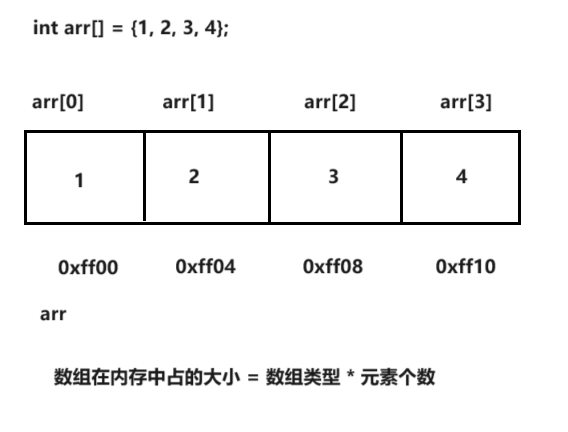 int arr[] = {1, 2, 3, 4};
arr[0] arr[1] arr[2] arr[3]
1 2 3 4
0xff00 0xff04 0xff08 0xff10
arr
数组在内存中占的大小 = 数组类型 * 元素个数